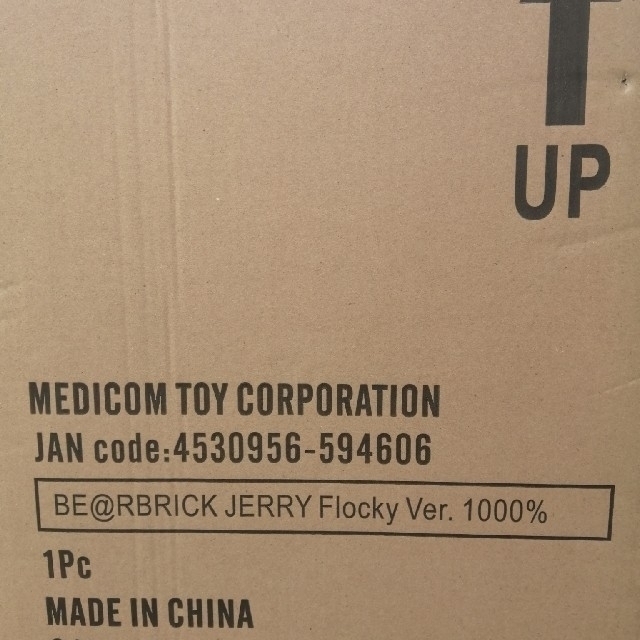 UP
MEDICOM TOY CORPORATION
JAN code:4530956-594606
BE@RBRICK JERRY Flocky Ver. 1000%
1Pc
MADE IN CHINA